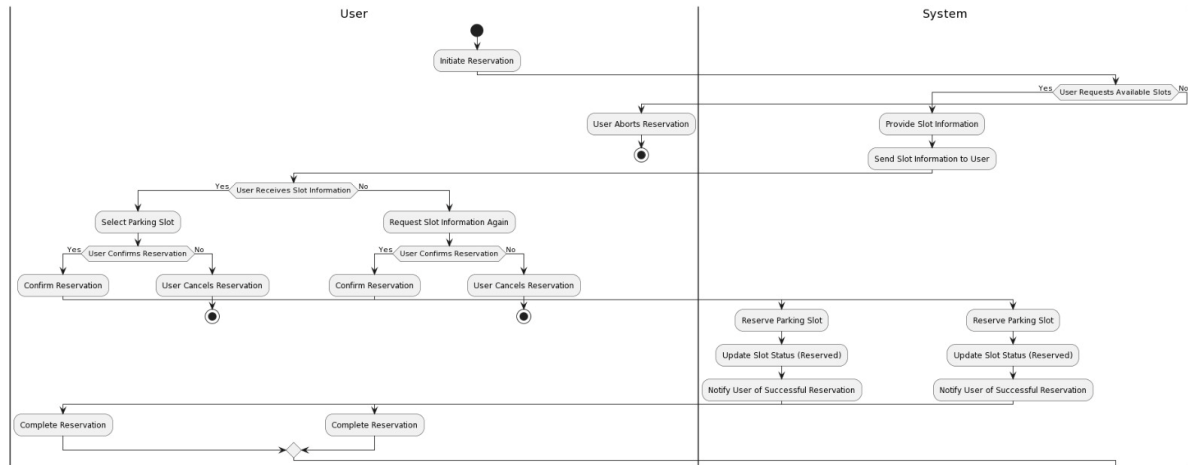 User
System
Initiate Reservation
Yes
User Requests Available Slots
No
User Aborts Reservation
Provide Slot Information
Send Slot Information to User
Yes
User Receives Slot Information
No
Select Parking Slot
Request Slot Information Again
Yes
User Confirms Reservation
No
Yes
User Confirms Reservation
No
Confirm Reservation
User Cancels Reservation
Confirm Reservation
User Cancels Reservation
Reserve Parking Slot
Reserve Parking Slot
Update Slot Status (Reserved)
Update Slot Status (Reserved)
Notify User of Successful Reservation
Notify User of Successful Reservation
Complete Reservation
Complete Reservation